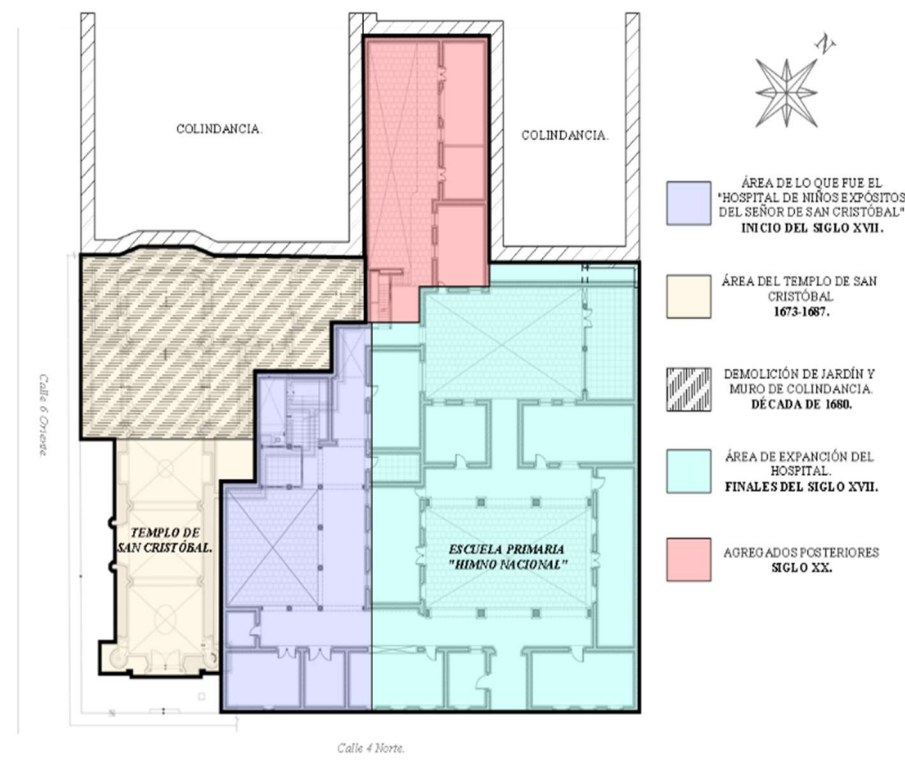 COLINDANCIA.
COLINDANCIA.
N
ÁREA DE LO QUE FUE EL
"HOSPITAL DE NIÑOS EXPÓSITOS
DEL SEÑOR DE SAN CRISTÓBAL"
INICIO DEL SIGLO XVII.
ÁREA DEL TEMPLO DE SAN
CRISTÓBAL
1673-1687.
DEMOLICIÓN DE JARDÍN Y
MURO DE COLINDANCIA.
DÉCADA DE 1680.
ÁREA DE EXPANCIÓN DEL
HOSPITAL.
FINALES DEL SIGLO XVII.
AGREGADOS POSTERIORES
SIGLO XX.
Calle 6 Oriente.
TEMPLO DE
SAN CRISTÓBAL.
ESCUELA PRIMARIA
"HIMNO NACIONAL"
Calle 4 Norte.